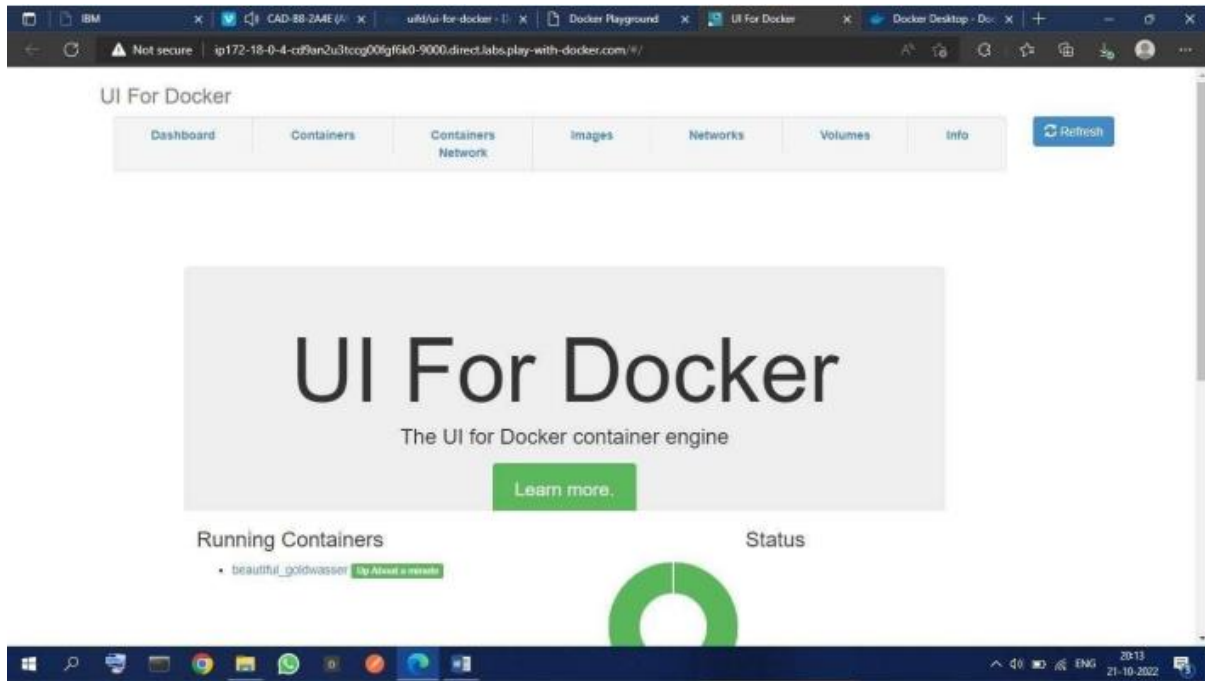 IBM
CAD-BB-2A4E (A
uifd/ui-for-docker - D
Docker Playground
UI For Docker
Docker Desktop - Doc
Not secure
ip172-18-0-4-cd9an2u3tccg00fgf6k0-9000.direct.labs.play-with-docker.com/#/
UI For Docker
Dashboard
Containers
Containers Network
Images
Networks
Volumes
Info
Refresh
UI For Docker
The UI for Docker container engine
Learn more.
Running Containers
Status
beautiful_goldwasser Up About a minute
ENG
20:13
21-10-2022